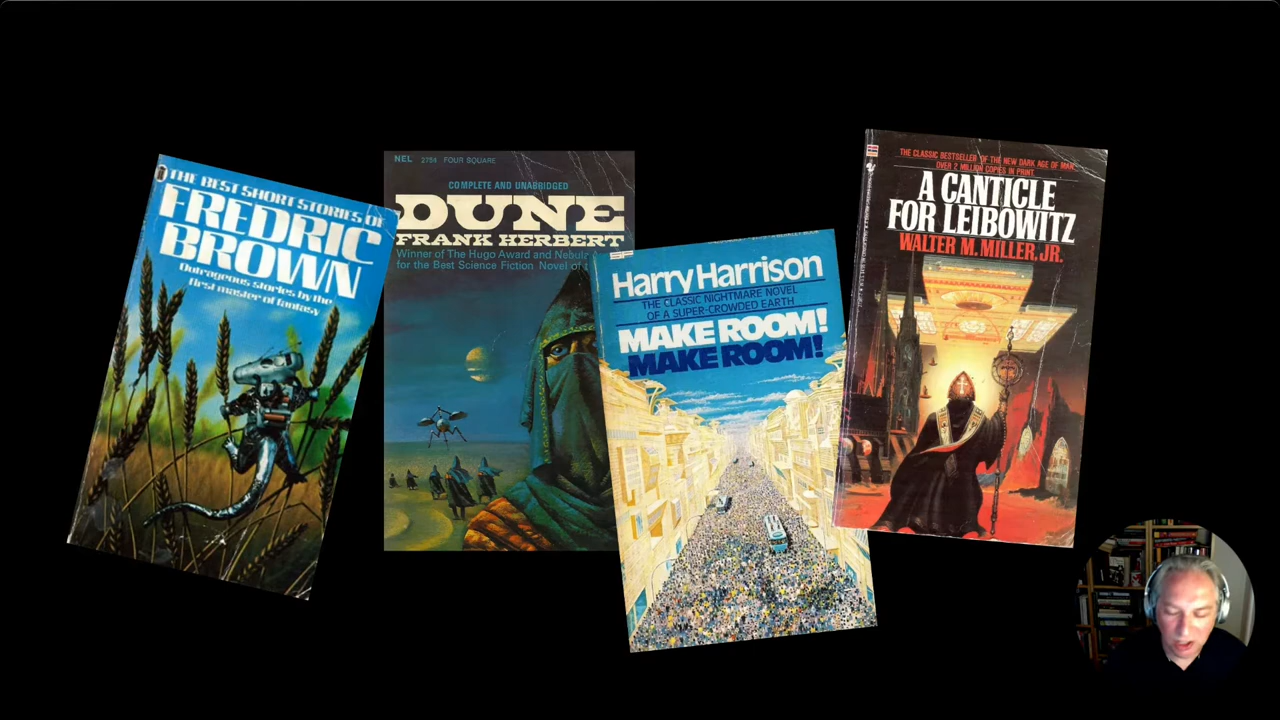 THE BEST SHORT STORIES OF
FREDRIC
BROWN
Outrageous stories by the
first master of fantasy
NEL 2754 FOUR SQUARE
COMPLETE AND UNABRIDGED
DUNE
FRANK HERBERT
Winner of The Hugo Award and Nebula
for the Best Science Fiction Novel of
Harry Harrison
THE CLASSIC NIGHTMARE NOVEL
OF A SUPER-CROWDED EARTH
MAKE ROOM!
MAKE ROOM!
THE CLASSIC BESTSELLER OF THE NEW DARK AGE OF MAN.
OVER 2 MILLION COPIES IN PRINT.
A CANTICLE
FOR LEIBOWITZ
WALTER M. MILLER, JR.